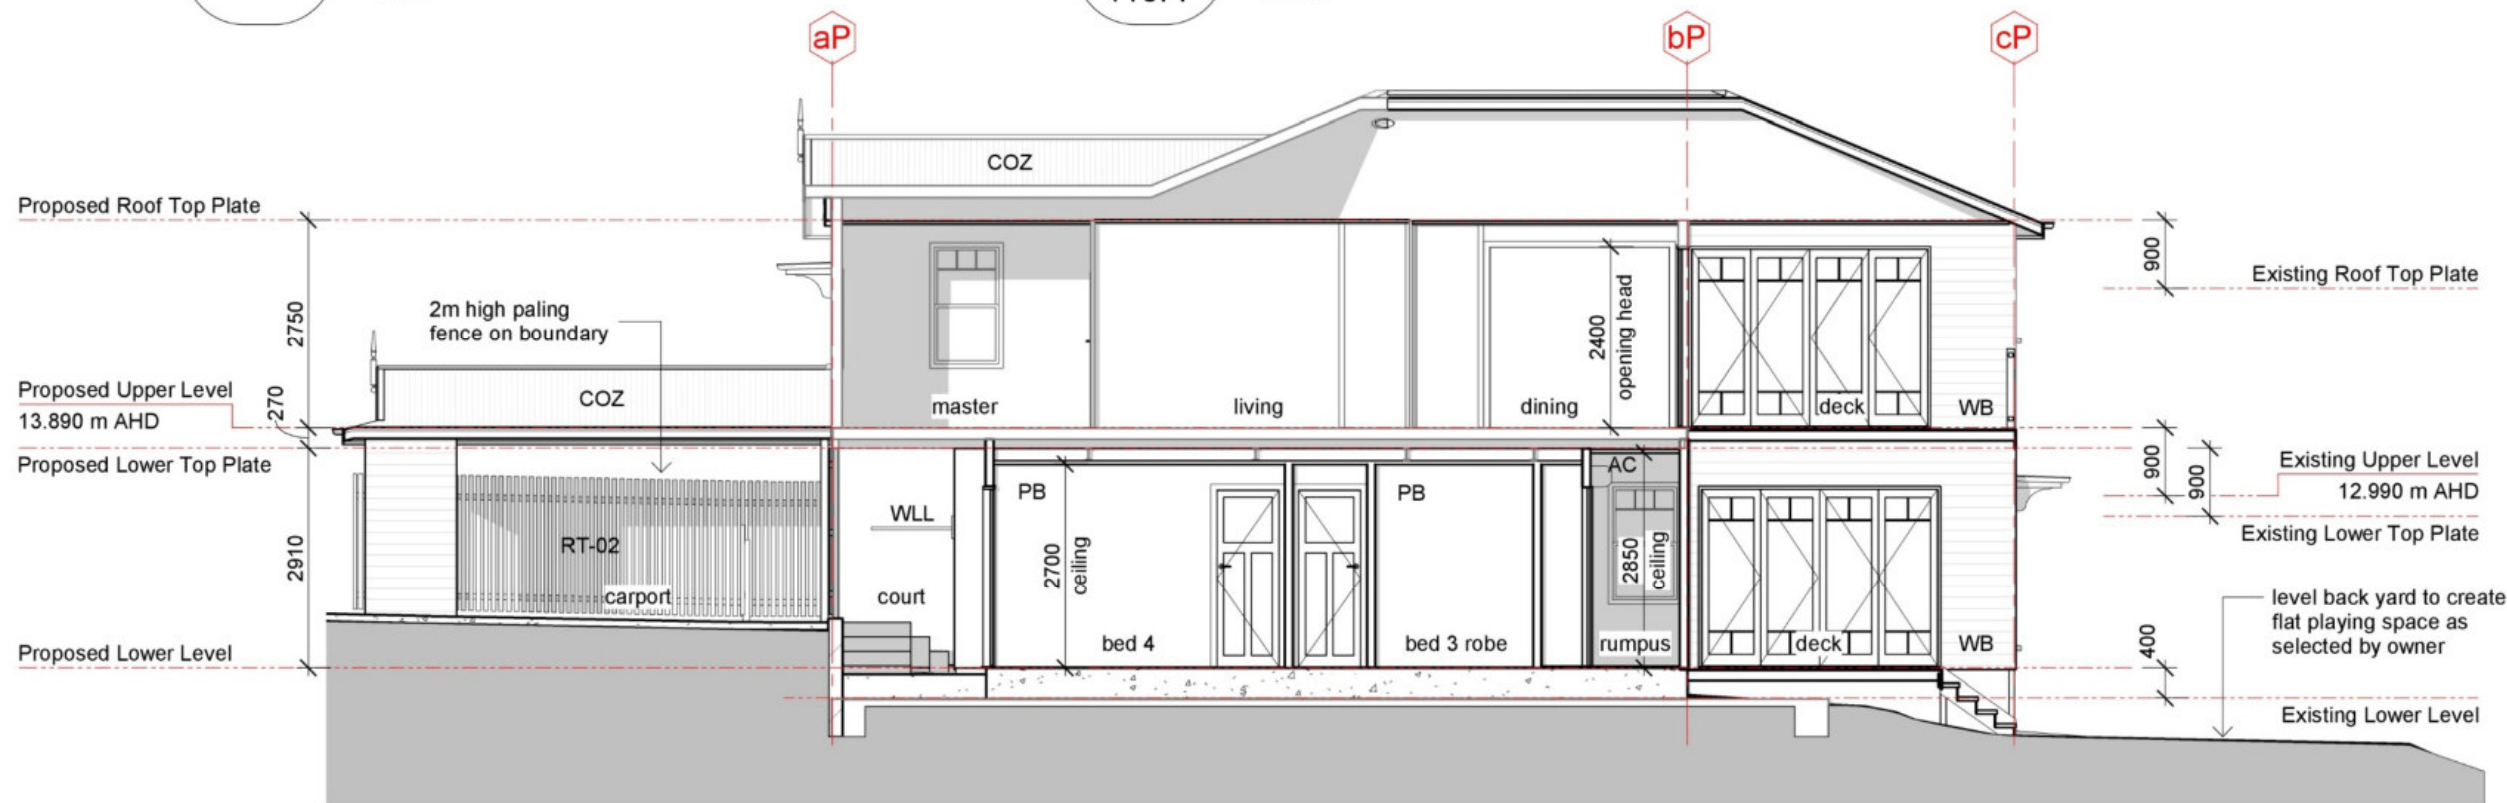 aP
bP
cP
COZ
Proposed Roof Top Plate
900
Existing Roof Top Plate
2m high paling
fence on boundary
2750
2400
opening head
Proposed Upper Level
13.890 m AHD
270
COZ
master
living
dining
deck
WB
Proposed Lower Top Plate
900
900
Existing Upper Level
12.990 m AHD
Existing Lower Top Plate
PB
PB
AC
WLL
RT-02
2910
2700
ceiling
2850
ceiling
carport
court
bed 4
bed 3 robe
rumpus
deck
WB
level back yard to create
flat playing space as
selected by owner
Proposed Lower Level
400
Existing Lower Level